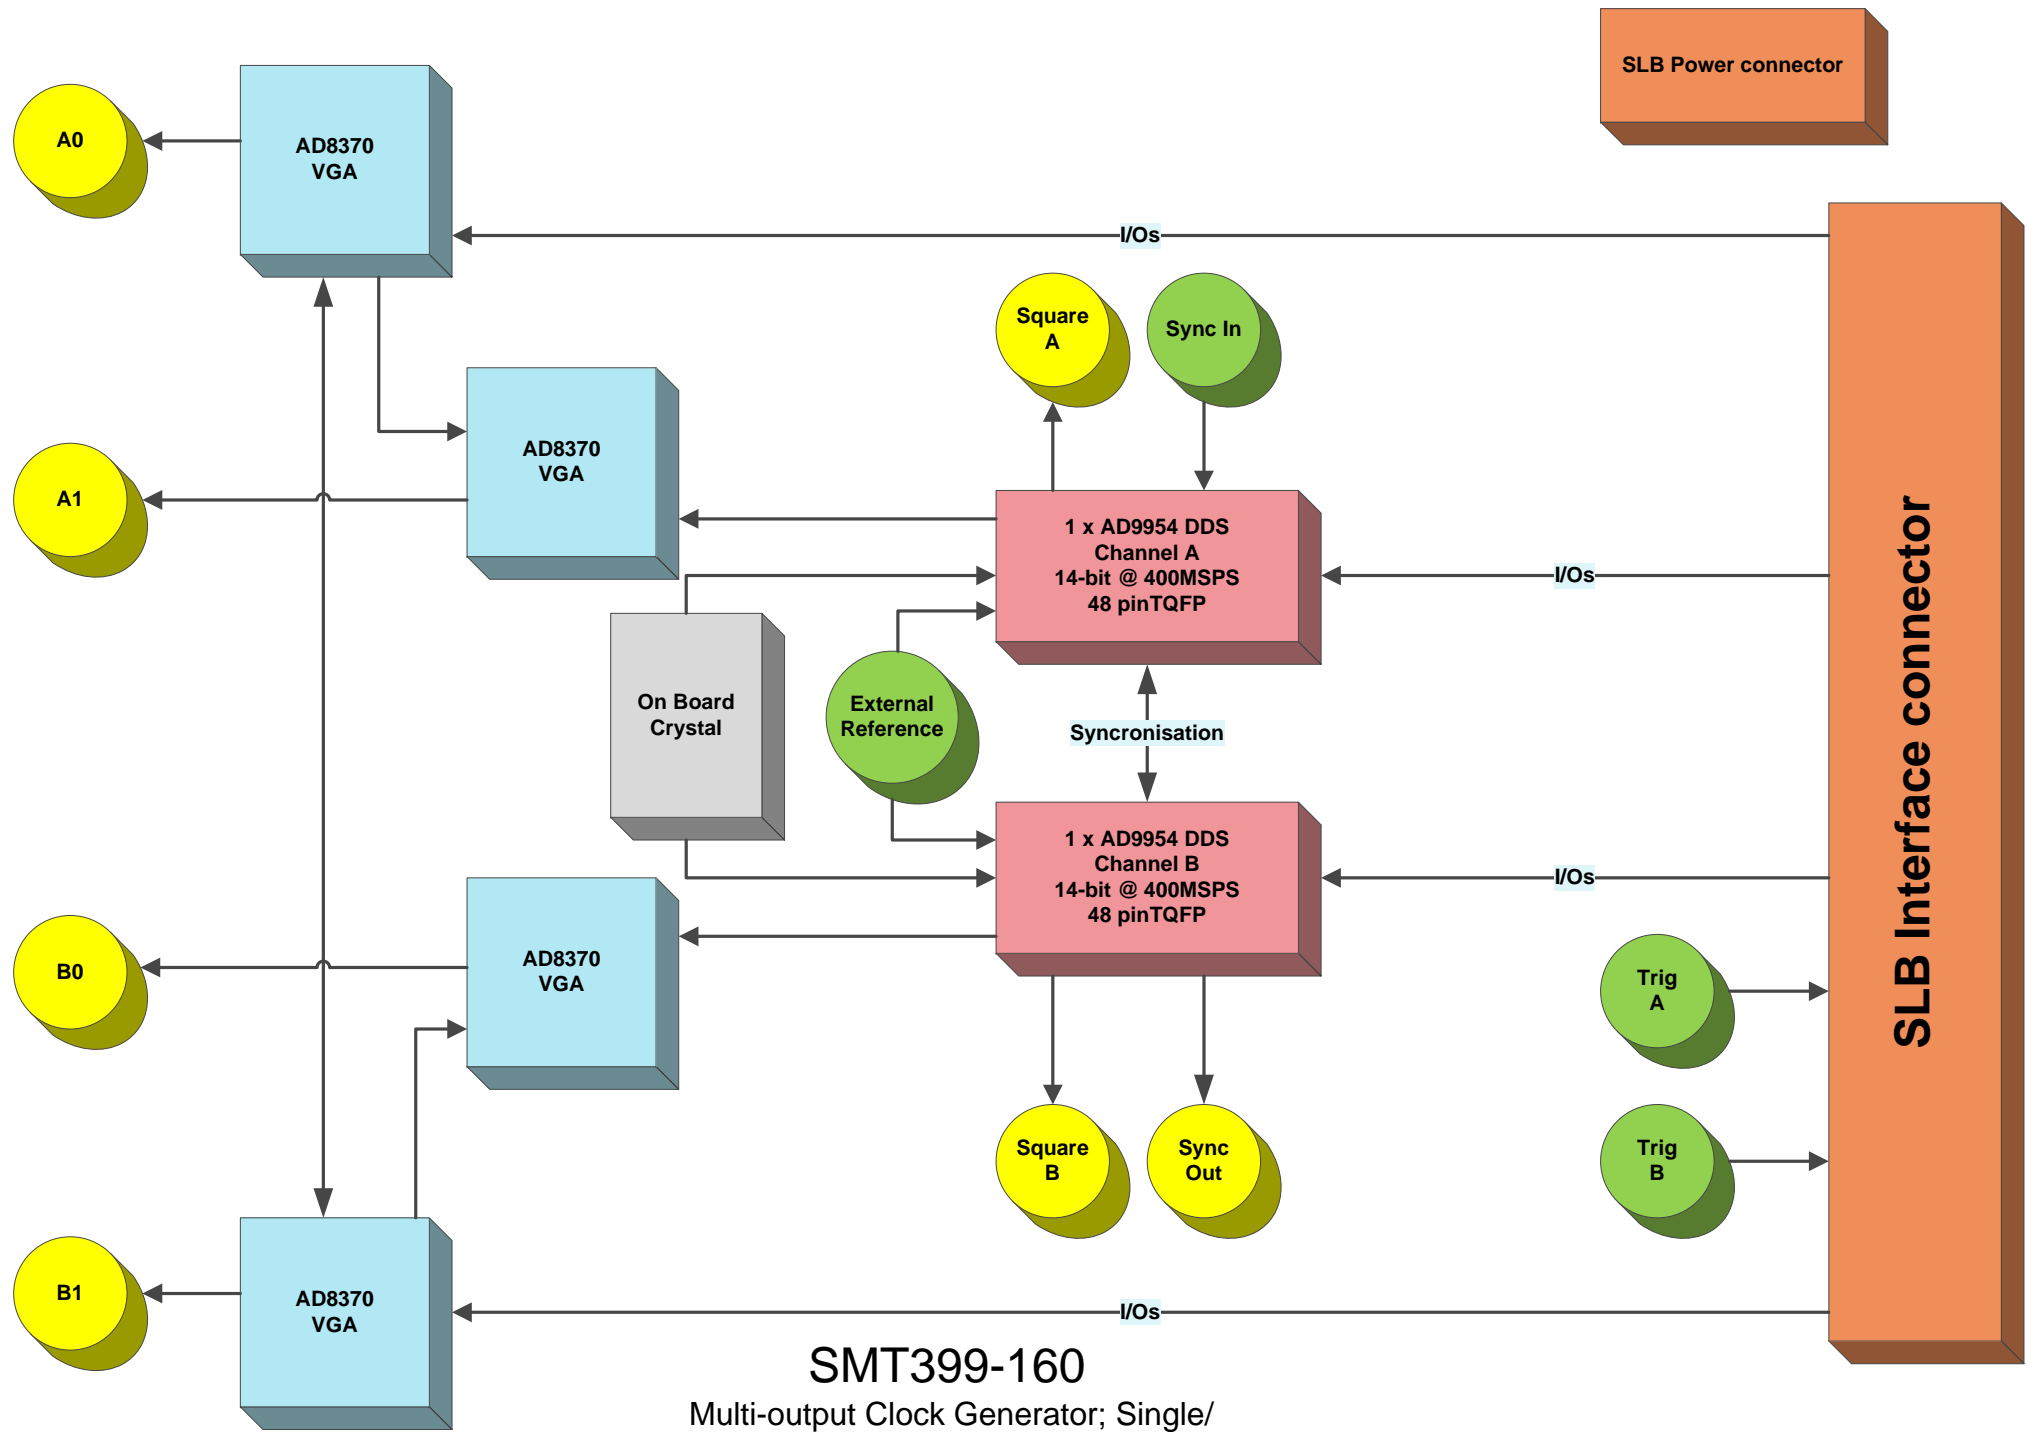 SLB Power connector
A0
AD8370
VGA
I/Os
Square
A
Sync In
AD8370
VGA
A1
1 x AD9954 DDS
Channel A
14-bit @ 400MSPS
48 pinTQFP
I/Os
On Board
Crystal
External
Reference
Syncronisation
SLB Interface connector
1 x AD9954 DDS
Channel B
14-bit @ 400MSPS
48 pinTQFP
I/Os
B0
AD8370
VGA
Trig
A
Square
B
Sync
Out
Trig
B
B1
AD8370
VGA
I/Os
SMT399-160
Multi-output Clock Generator; Single/